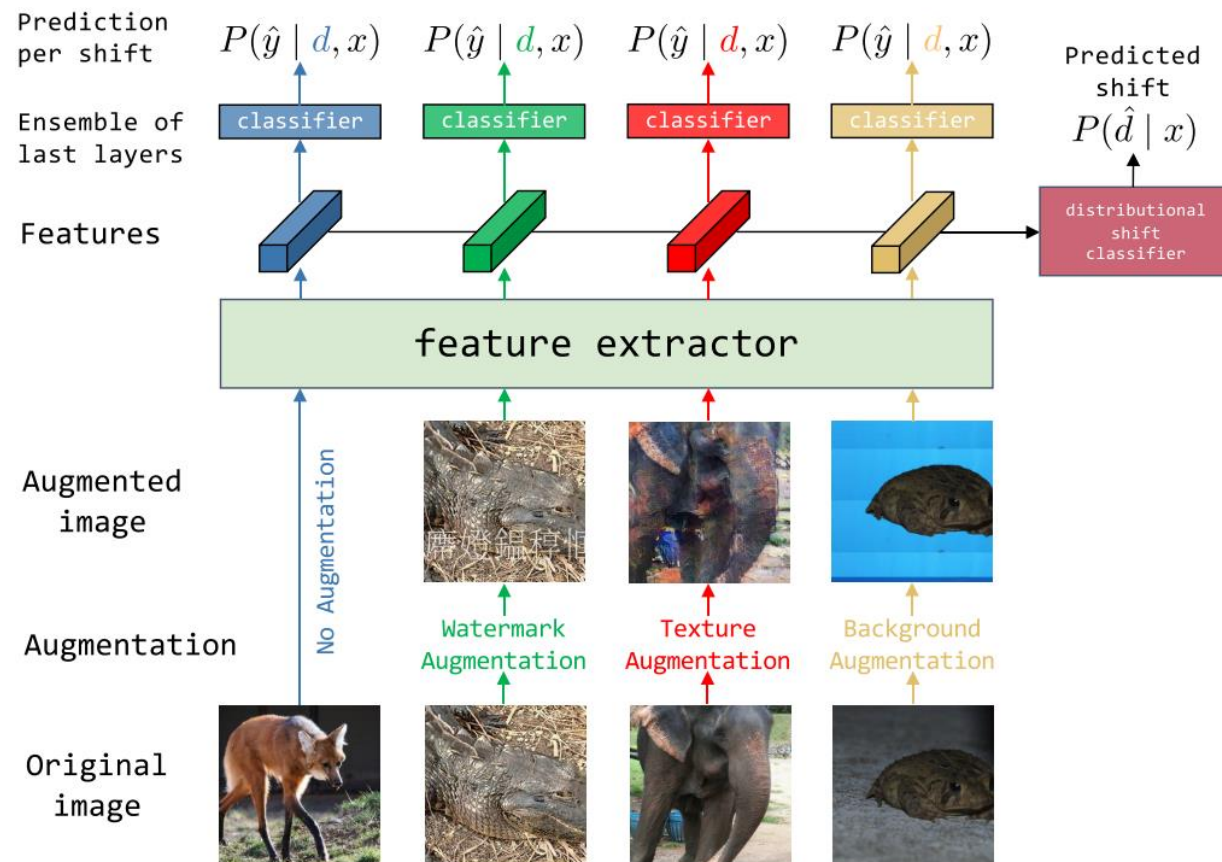 Prediction
per shift
P(ŷ | d, x)
P(ŷ | d, x)
P(ŷ | d, x)
P(ŷ | d, x)
Predicted
shift
P(d̂ | x)
Ensemble of
last layers
classifier
classifier
classifier
classifier
Features
distributional
shift
classifier
feature extractor
Augmented
image
No Augmentation
Augmentation
Watermark
Augmentation
Texture
Augmentation
Background
Augmentation
Original
image